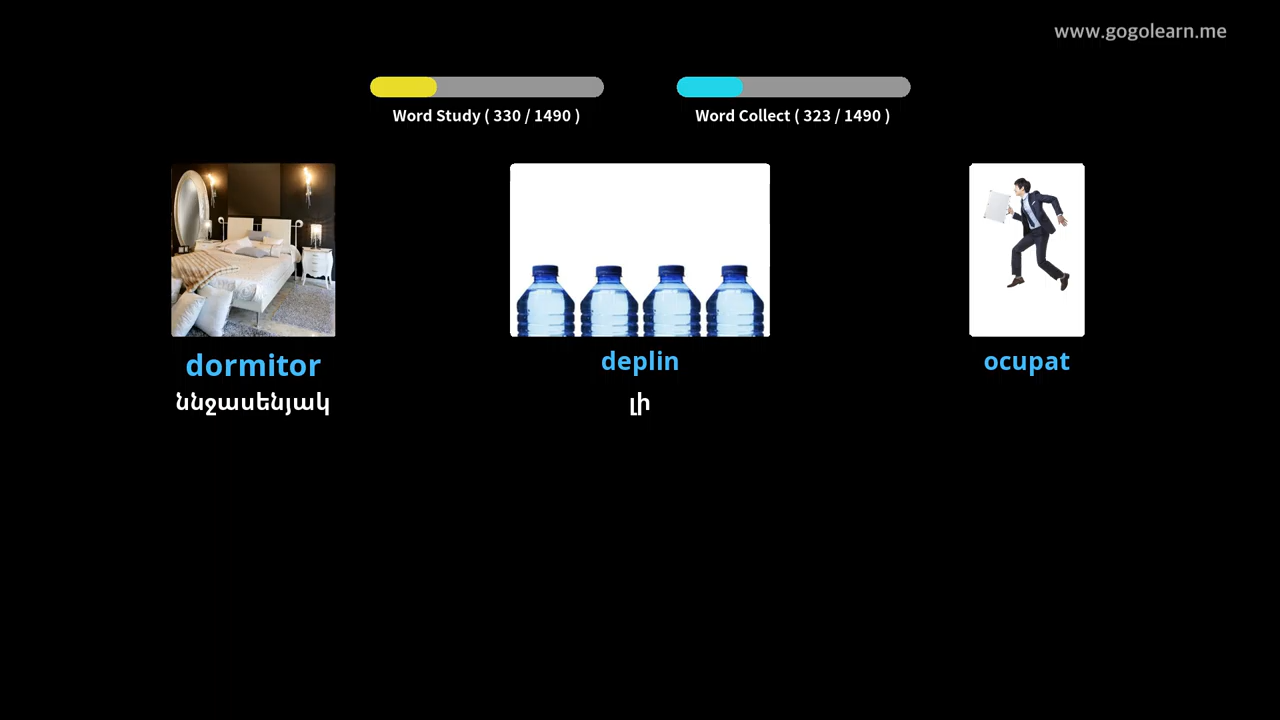 www.gogolearn.me
Word Study ( 330 / 1490 )
Word Collect ( 323 / 1490 )
dormitor
deplin
ocupat
ննջասենյակ
լի